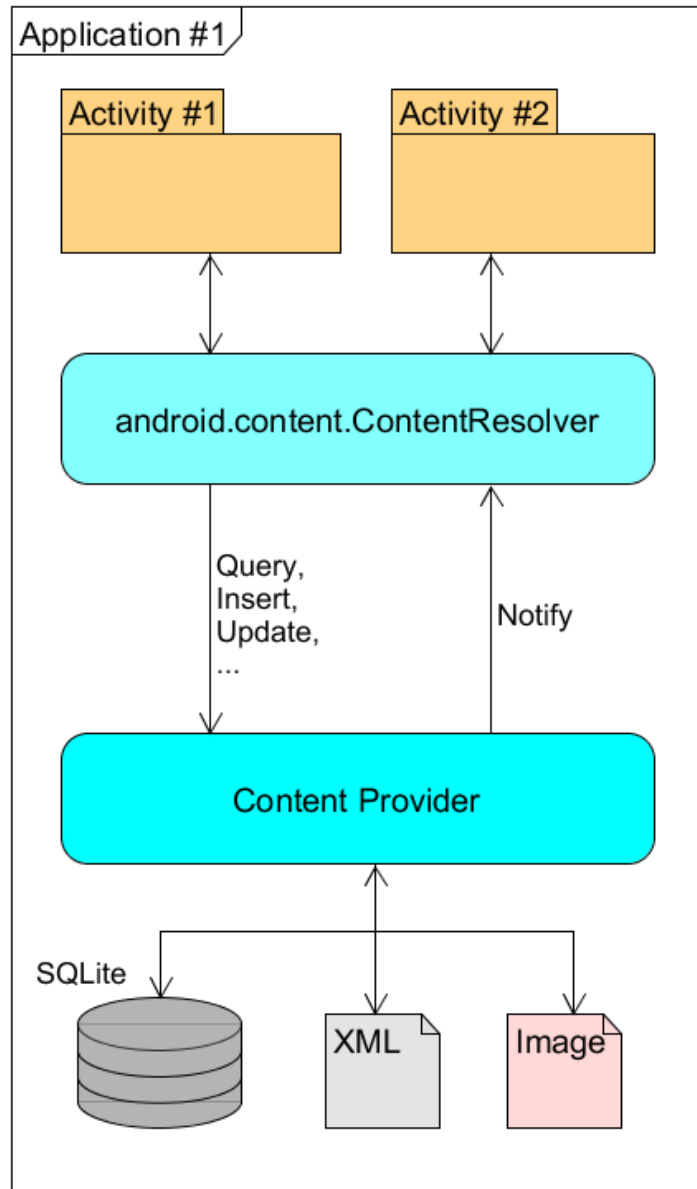 Application #1
Activity #1
Activity #2
android.content.ContentResolver
Query,
Insert,
Update,
...
Notify
Content Provider
SQLite
XML
Image